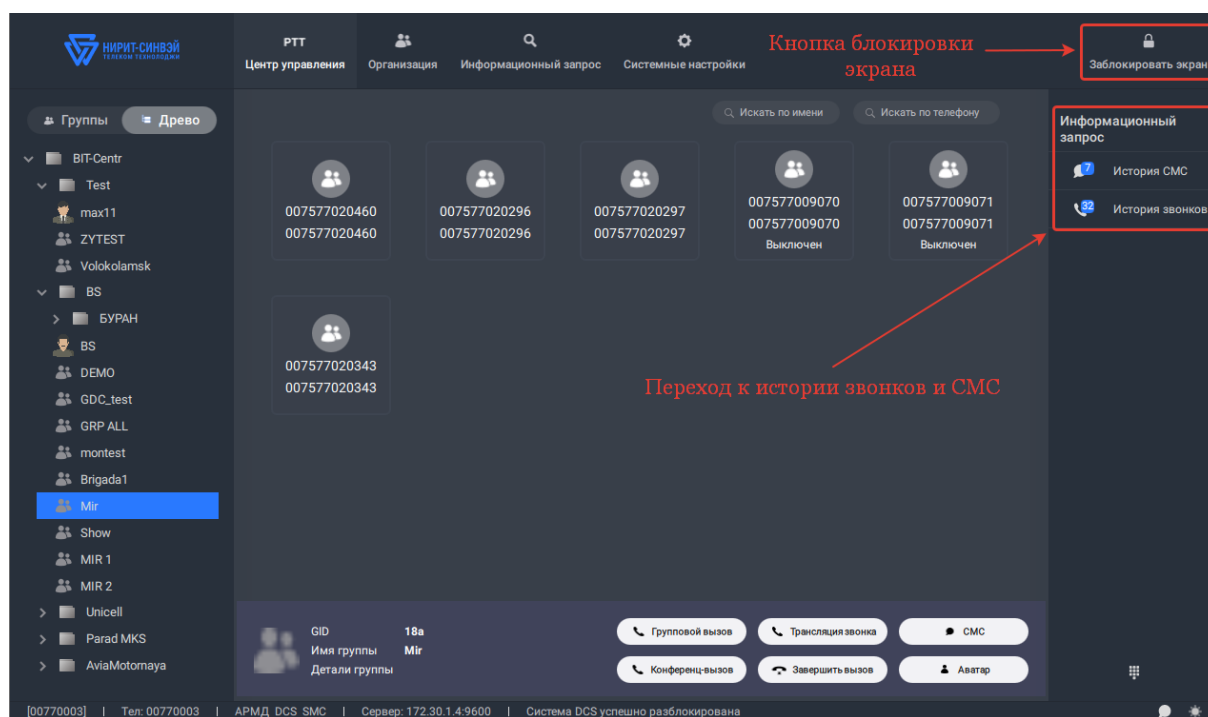 НИРИТ-СИНВЭЙ
ТЕЛЕКОМ ТЕХНОЛОДЖИ
PTT
Центр управления
Организация
Информационный запрос
Системные настройки
Кнопка блокировки
экрана
Заблокировать экран
Группы
Древо
Искать по имени
Искать по телефону
BIT-Centr
Test
max11
ZYTEST
Volokolamsk
BS
БУРАН
BS
DEMO
GDC_test
GRP ALL
montest
Brigada1
Mir
Show
MIR 1
MIR 2
Unicell
Parad MKS
AviaMotornaya
007577020460
007577020460
007577020296
007577020296
007577020297
007577020297
007577009070
007577009070
Выключен
007577009071
007577009071
Выключен
007577020343
007577020343
Информационный
запрос
7
История СМС
32
История звонков
Переход к истории звонков и СМС
GID 18a
Имя группы Mir
Детали группы
Групповой вызов
Трансляция звонка
СМС
Конференц-вызов
Завершить вызов
Аватар
[00770003] | Тел: 00770003 | АРМД DCS SMC | Сервер: 172.30.1.4:9600 | Система DCS успешно разблокирована